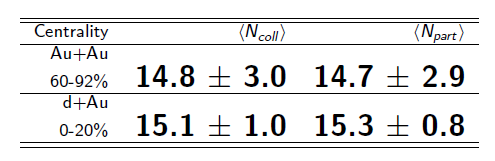 Centrality ⟨N_coll⟩ ⟨N_part⟩
Au+Au
60-92% 14.8 ± 3.0 14.7 ± 2.9
d+Au
0-20% 15.1 ± 1.0 15.3 ± 0.8